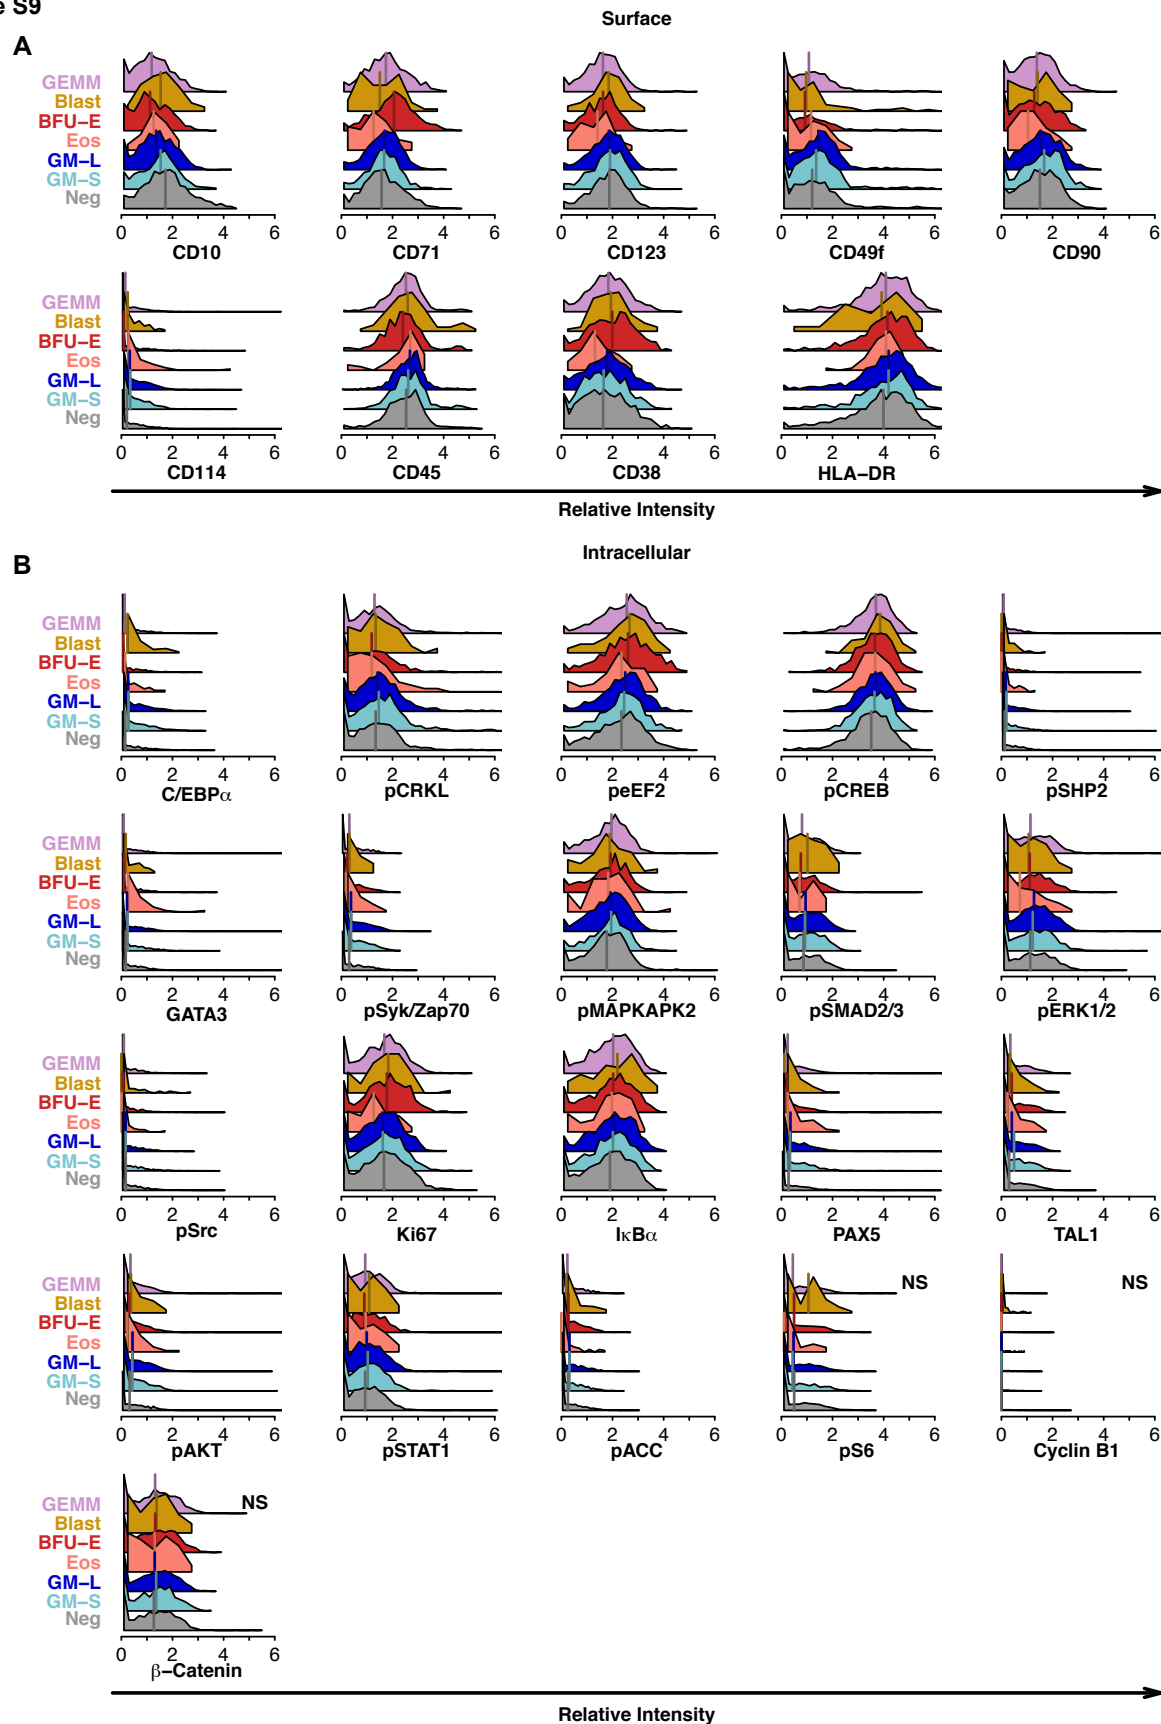 e S9
Surface
A
GEMM
Blast
BFU–E
Eos
GM–L
GM–S
Neg
0 2 4 6 0 2 4 6 0 2 4 6 0 2 4 6 0 2 4 6
CD10 CD71 CD123 CD49f CD90
GEMM
Blast
BFU–E
Eos
GM–L
GM–S
Neg
0 2 4 6 0 2 4 6 0 2 4 6 0 2 4 6
CD114 CD45 CD38 HLA–DR
Relative Intensity
Intracellular
B
GEMM
Blast
BFU–E
Eos
GM–L
GM–S
Neg
0 2 4 6 0 2 4 6 0 2 4 6 0 2 4 6 0 2 4 6
C/EBPα pCRKL peEF2 pCREB pSHP2
GEMM
Blast
BFU–E
Eos
GM–L
GM–S
Neg
0 2 4 6 0 2 4 6 0 2 4 6 0 2 4 6 0 2 4 6
GATA3 pSyk/Zap70 pMAPKAPK2 pSMAD2/3 pERK1/2
GEMM
Blast
BFU–E
Eos
GM–L
GM–S
Neg
0 2 4 6 0 2 4 6 0 2 4 6 0 2 4 6 0 2 4 6
pSrc Ki67 IκBα PAX5 TAL1
GEMM NS NS
Blast
BFU–E
Eos
GM–L
GM–S
Neg
0 2 4 6 0 2 4 6 0 2 4 6 0 2 4 6 0 2 4 6
pAKT pSTAT1 pACC pS6 Cyclin B1
GEMM NS
Blast
BFU–E
Eos
GM–L
GM–S
Neg
0 2 4 6
β–Catenin
Relative Intensity